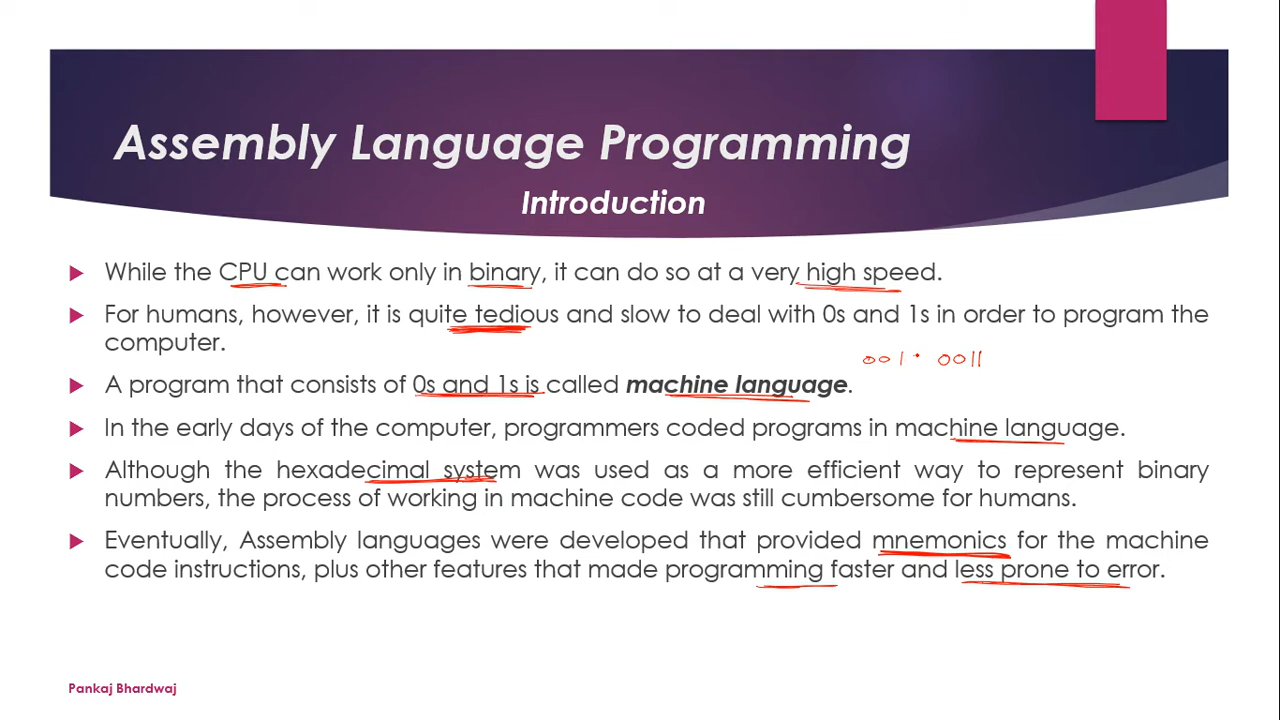 Assembly Language Programming
Introduction
While the CPU can work only in binary, it can do so at a very high speed.
For humans, however, it is quite tedious and slow to deal with 0s and 1s in order to program the
computer.
001 · 0011
A program that consists of 0s and 1s is called machine language.
In the early days of the computer, programmers coded programs in machine language.
Although the hexadecimal system was used as a more efficient way to represent binary
numbers, the process of working in machine code was still cumbersome for humans.
Eventually, Assembly languages were developed that provided mnemonics for the machine
code instructions, plus other features that made programming faster and less prone to error.
Pankaj Bhardwaj